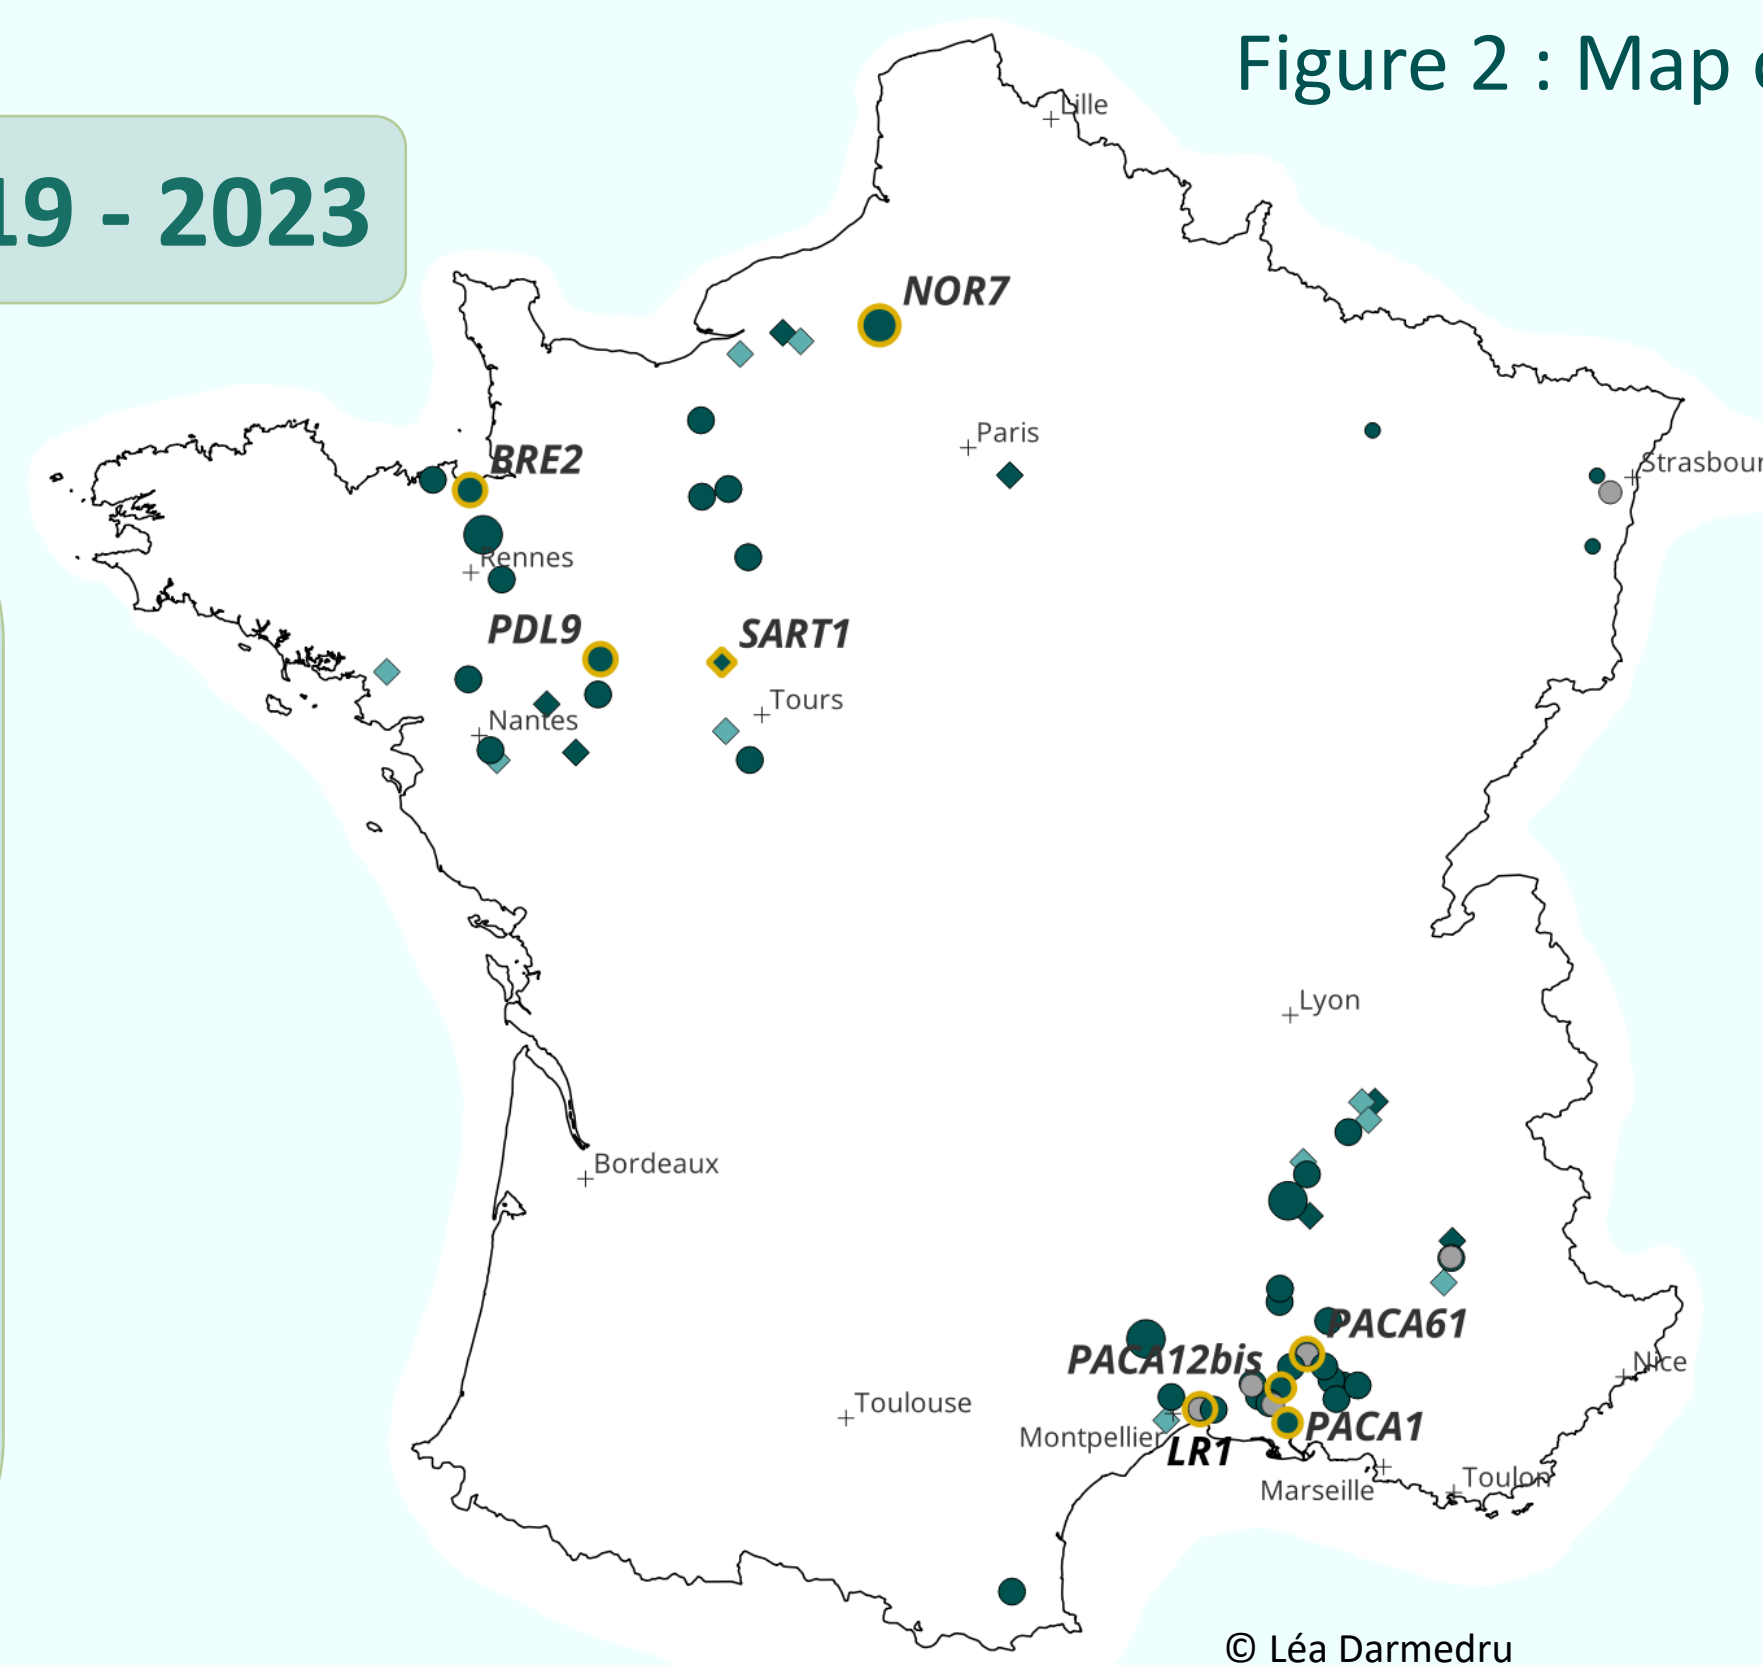 Figure 2 : Map
Lille
19 - 2023
NOR7
Paris
BRE2
Strasbour
Rennes
PDL9
SART1
Tours
Nantes
Lyon
Bordeaux
PACA61
PACA12bis
Nice
Toulouse
PACA1
Montpellier
LR1
Toulon
Marseille
© Léa Darmedru